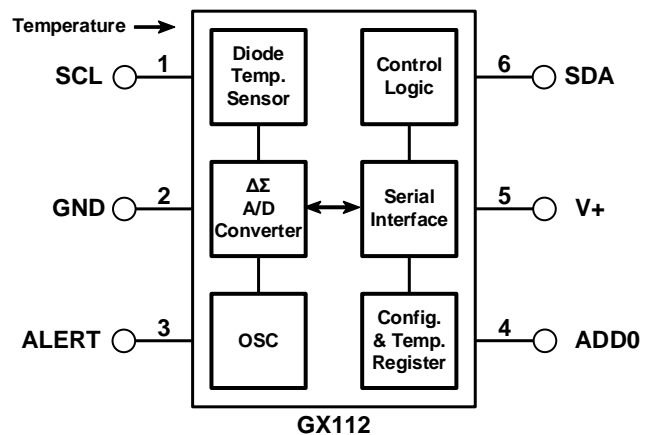 Temperature
SCL
1
Diode
Temp.
Sensor
Control
Logic
6
SDA
GND
2
ΔΣ
A/D
Converter
Serial
Interface
5
V+
ALERT
3
OSC
Config.
& Temp.
Register
4
ADD0
GX112